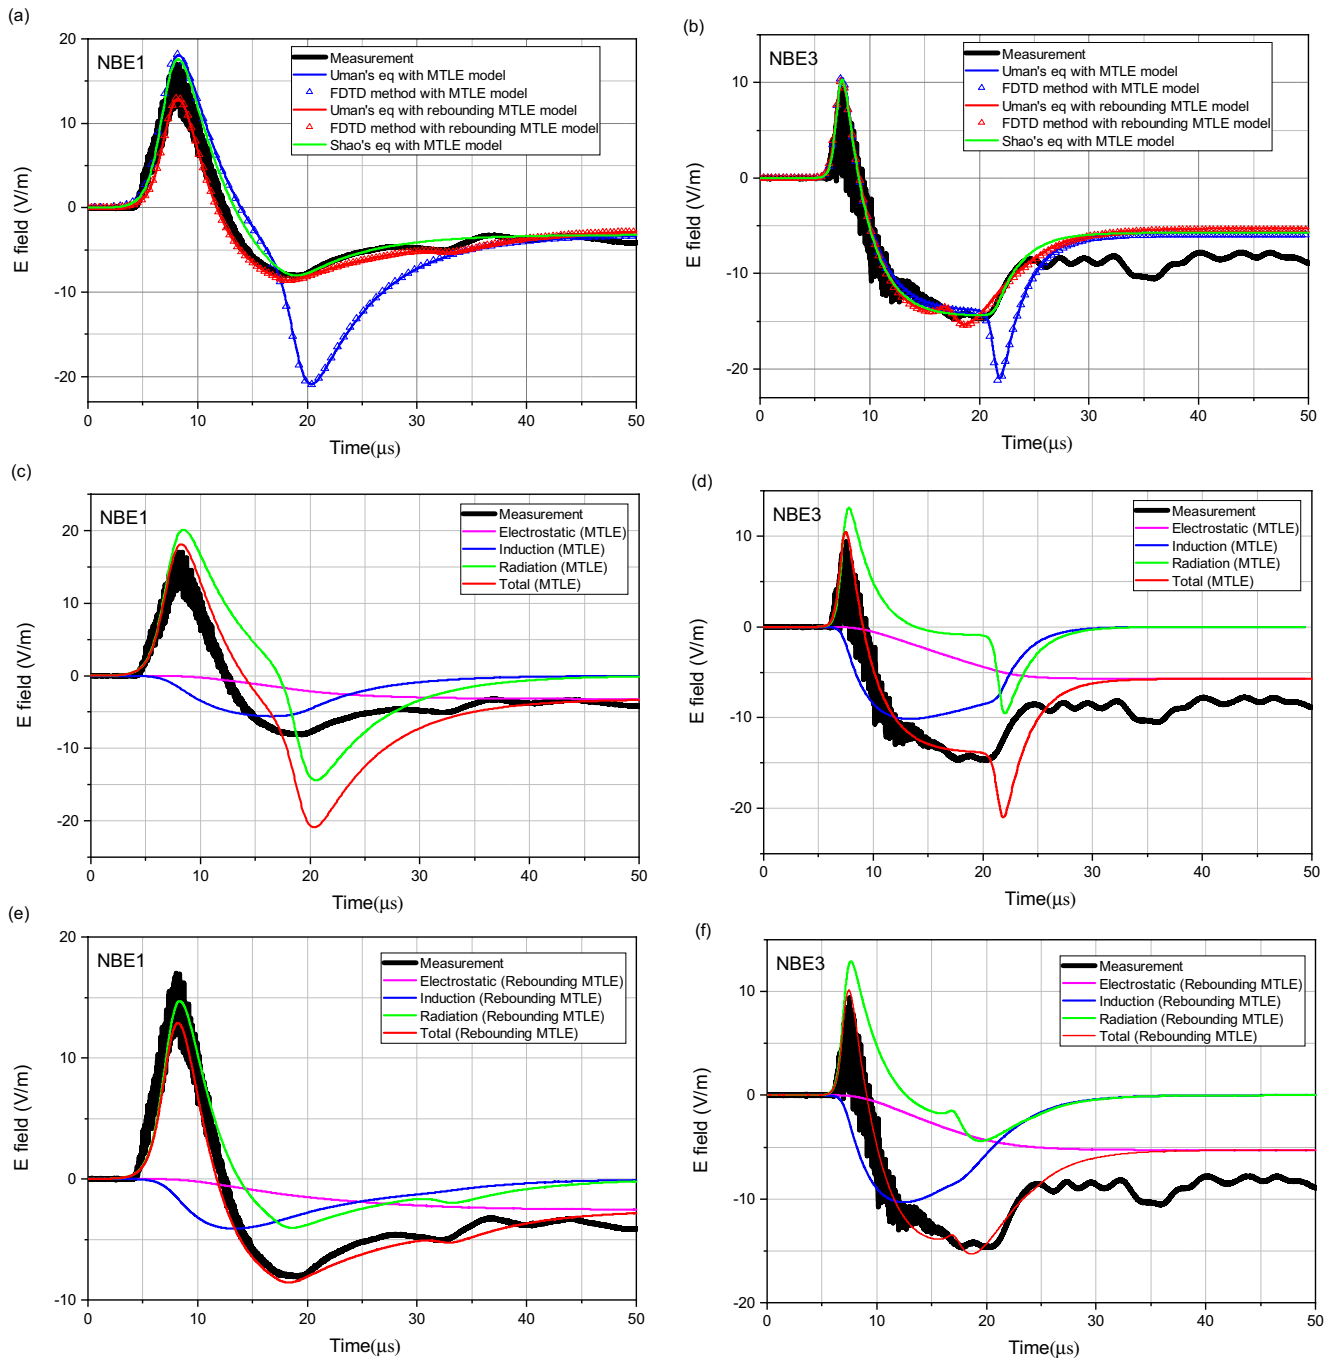 (a)
NBE1
Measurement
Uman's eq with MTLE model
FDTD method with MTLE model
Uman's eq with rebounding MTLE model
FDTD method with rebounding MTLE model
Shao's eq with MTLE model
20
10
0
-10
-20
E field (V/m)
0 10 20 30 40 50
Time(μs)
(b)
NBE3
Measurement
Uman's eq with MTLE model
FDTD method with MTLE model
Uman's eq with rebounding MTLE model
FDTD method with rebounding MTLE model
Shao's eq with MTLE model
10
0
-10
-20
E field (V/m)
0 10 20 30 40 50
Time(μs)
(c)
NBE1
Measurement
Electrostatic (MTLE)
Induction (MTLE)
Radiation (MTLE)
Total (MTLE)
20
10
0
-10
-20
E field (V/m)
0 10 20 30 40 50
Time(μs)
(d)
NBE3
Measurement
Electrostatic (MTLE)
Induction (MTLE)
Radiation (MTLE)
Total (MTLE)
10
0
-10
-20
E field (V/m)
0 10 20 30 40 50
Time(μs)
(e)
NBE1
Measurement
Electrostatic (Rebounding MTLE)
Induction (Rebounding MTLE)
Radiation (Rebounding MTLE)
Total (Rebounding MTLE)
20
10
0
-10
E field (V/m)
0 10 20 30 40 50
Time(μs)
(f)
NBE3
Measurement
Electrostatic (Rebounding MTLE)
Induction (Rebounding MTLE)
Radiation (Rebounding MTLE)
Total (Rebounding MTLE)
10
0
-10
-20
E field (V/m)
0 10 20 30 40 50
Time(μs)